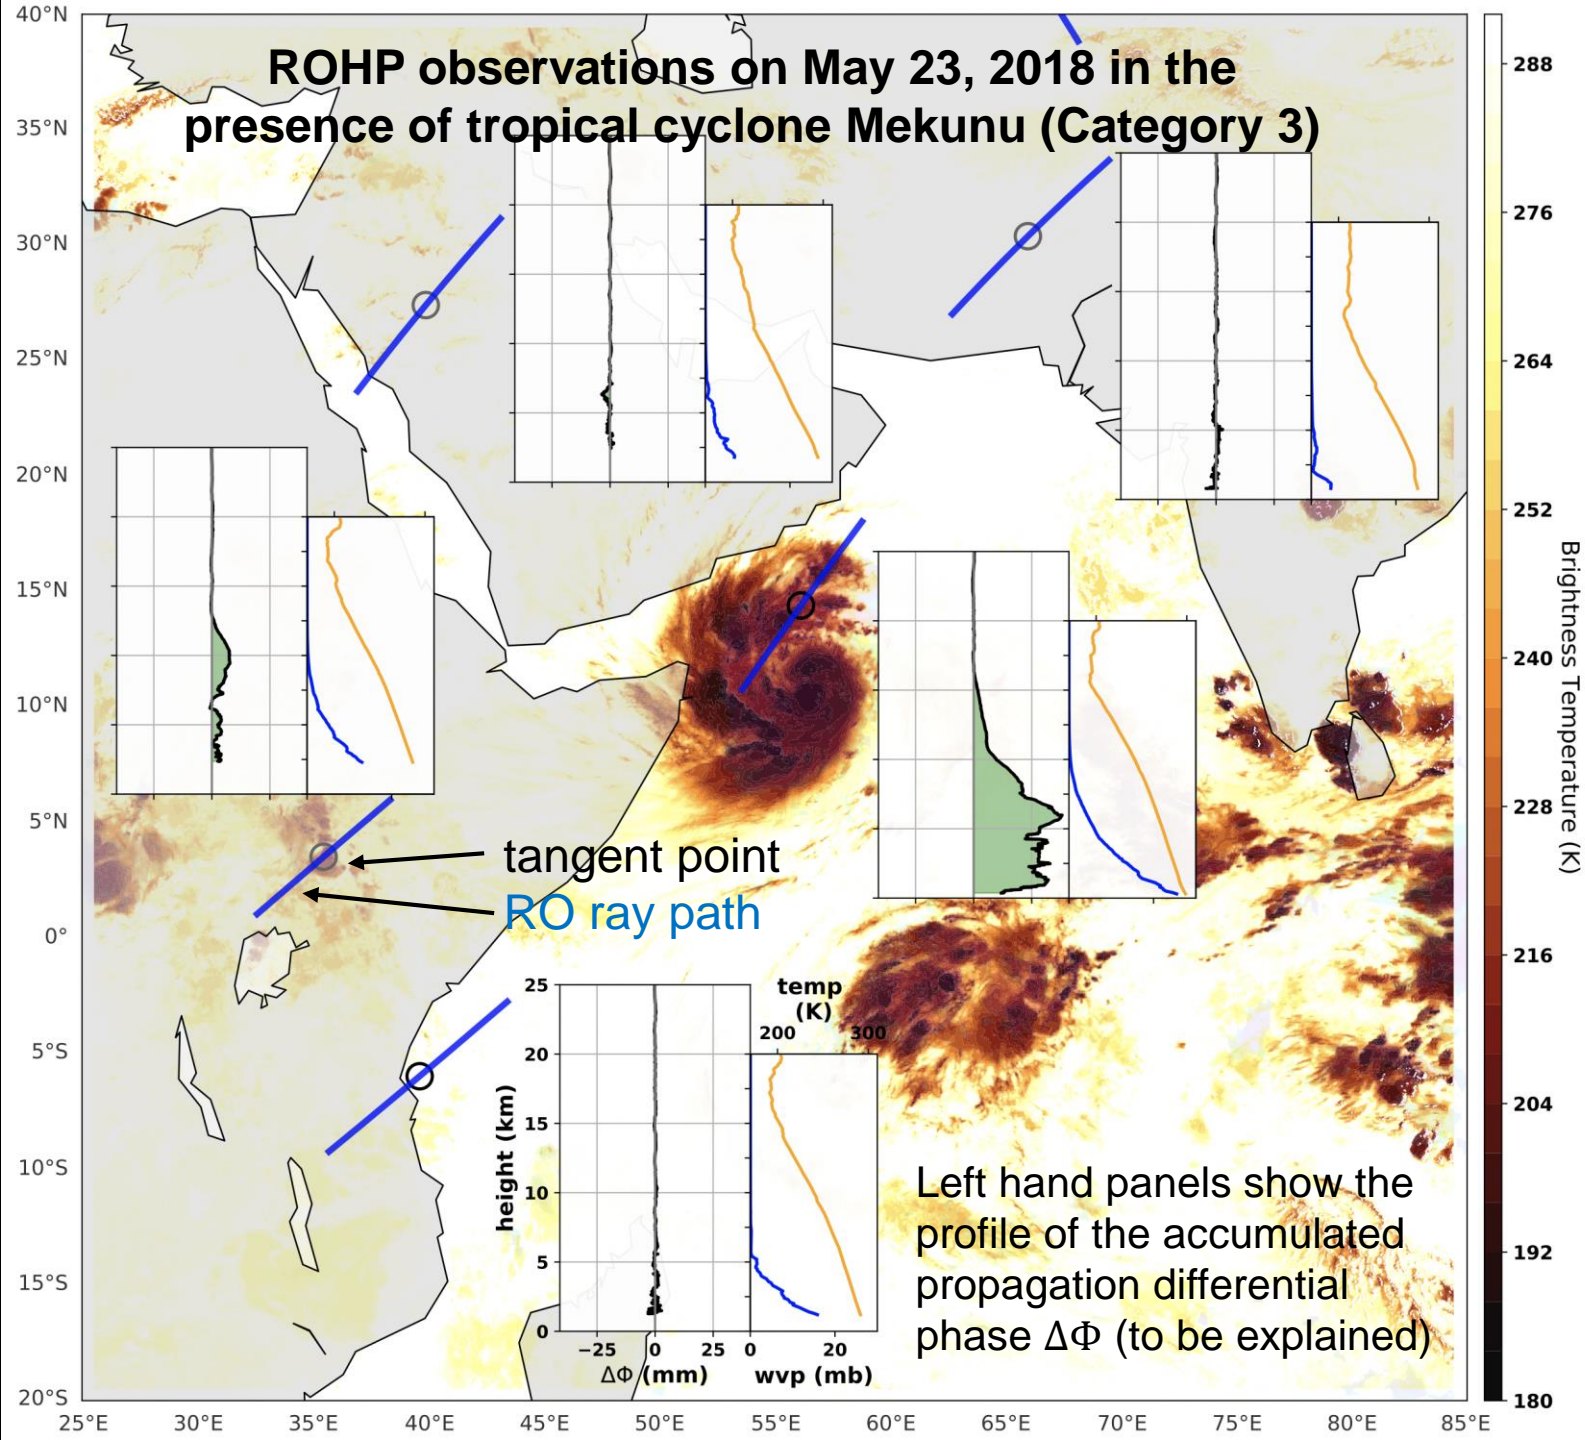 ROHP observations on May 23, 2018 in the
presence of tropical cyclone Mekunu (Category 3)
40°N
35°N
30°N
25°N
20°N
15°N
10°N
5°N
0°
5°S
10°S
15°S
20°S
25°E 30°E 35°E 40°E 45°E 50°E 55°E 60°E 65°E 70°E 75°E 80°E 85°E
tangent point
RO ray path
temp
(K)
200 300
25
20
15
10
5
0
height (km)
−25 0 25 0 20
ΔΦ (mm) wvp (mb)
Left hand panels show the
profile of the accumulated
propagation differential
phase ΔΦ (to be explained)
288
276
264
252
240
228
216
204
192
180
Brightness Temperature (K)